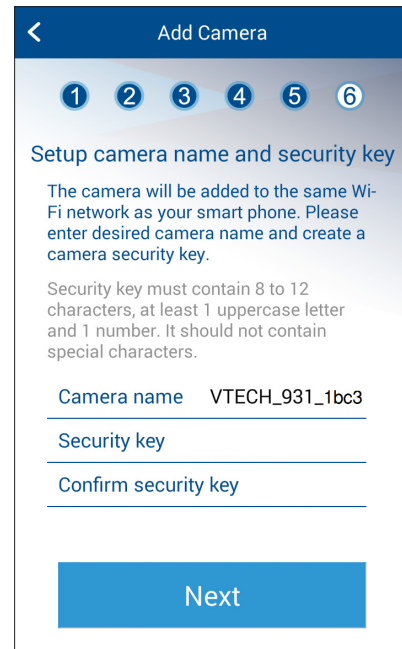 Add Camera
1 2 3 4 5 6
Setup camera name and security key
The camera will be added to the same Wi-
Fi network as your smart phone. Please
enter desired camera name and create a
camera security key.
Security key must contain 8 to 12
characters, at least 1 uppercase letter
and 1 number. It should not contain
special characters.
Camera name VTECH_931_1bc3
Security key
Confirm security key
Next